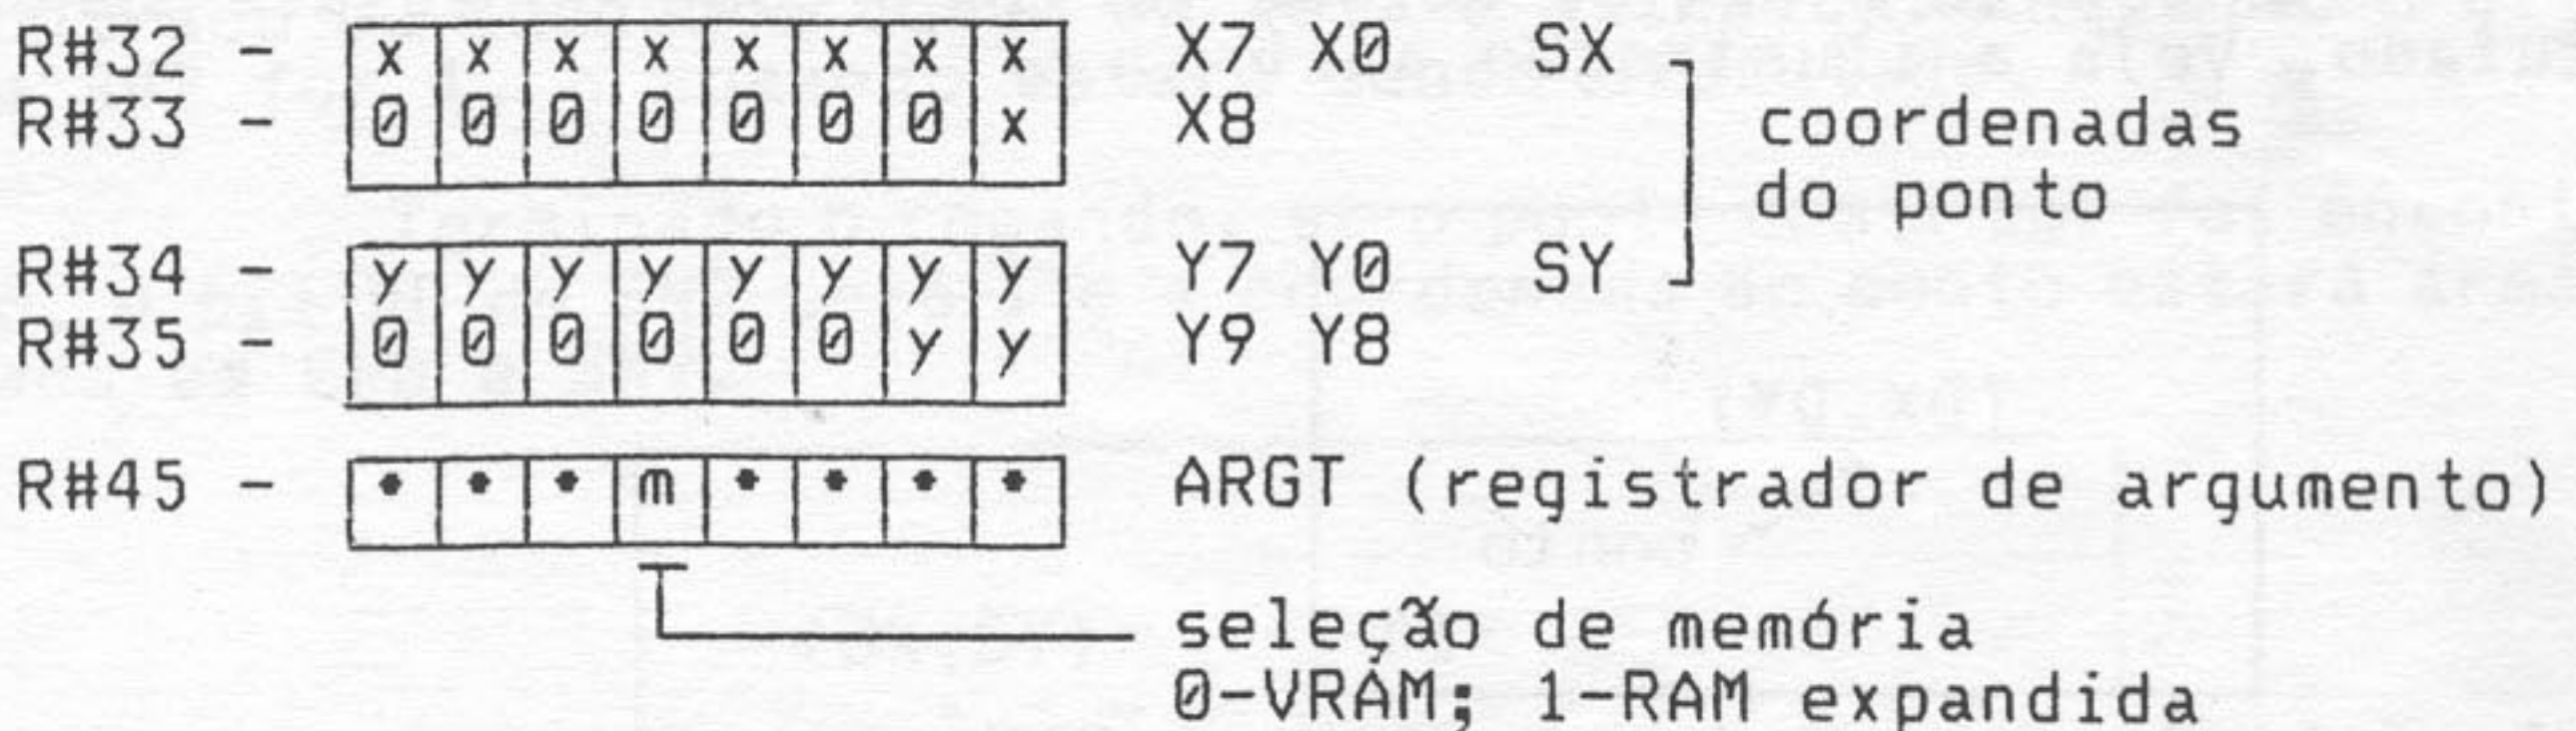 R#32 - x x x x x x x x X7 X0 SX
R#33 - 0 0 0 0 0 0 0 x X8 coordenadas
do ponto
R#34 - y y y y y y y y Y7 Y0 SY
R#35 - 0 0 0 0 0 0 y y Y9 Y8
R#45 - • • • m • • • • ARGT (registrador de argumento)
seleção de memória
0-VRAM; 1-RAM expandida